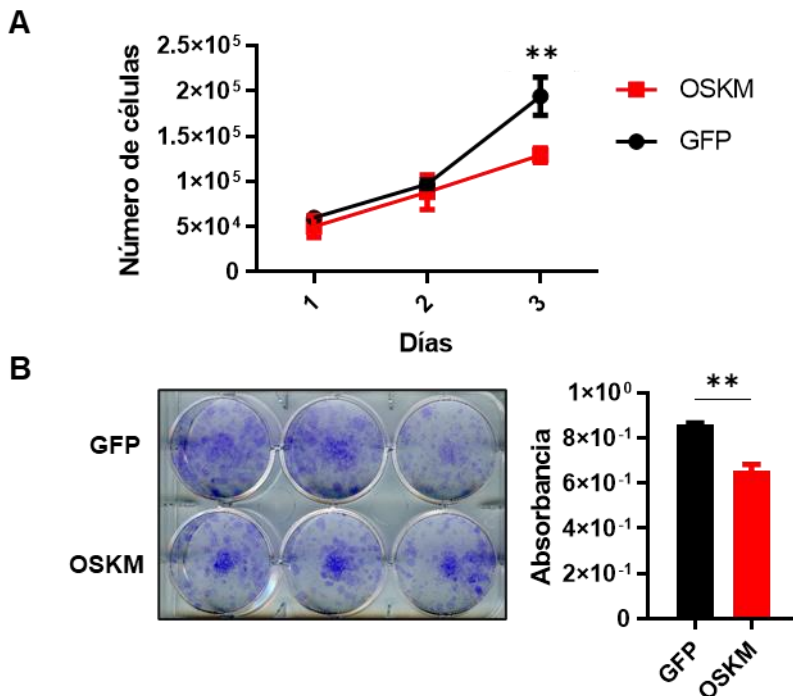 A
Número de células
2.5×10⁵
2×10⁵
1.5×10⁵
1×10⁵
5×10⁴
0
1
2
3
Días
**
OSKM
GFP
B
GFP
OSKM
Absorbancia
1×10⁰
8×10⁻¹
6×10⁻¹
4×10⁻¹
2×10⁻¹
0
**
GFP
OSKM